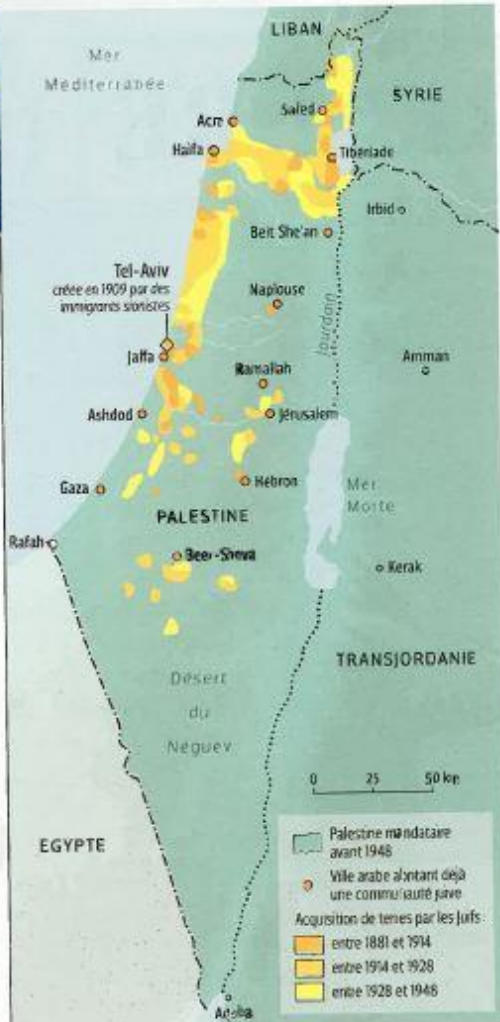 LIBAN
Mer
Méditerranée
SYRIE
Safed
Acre
Haïfa
Tibériade
Irbid
Beit She'an
Tel-Aviv
créée en 1909 par des
immigrants sionistes
Naplouse
Jourdain
Jaffa
Amman
Ramallah
Ashdod
Jérusalem
Gaza
Hébron
Mer
Morte
PALESTINE
Rafah
Beer-Sheva
Kerak
TRANSJORDANIE
Désert
du
Néguev
0 25 50 km
EGYPTE
Palestine mandataire
avant 1948
Ville arabe abritant déjà
une communauté juive
Acquisition de terres par les Juifs
entre 1881 et 1914
entre 1914 et 1928
entre 1928 et 1948
Aqaba